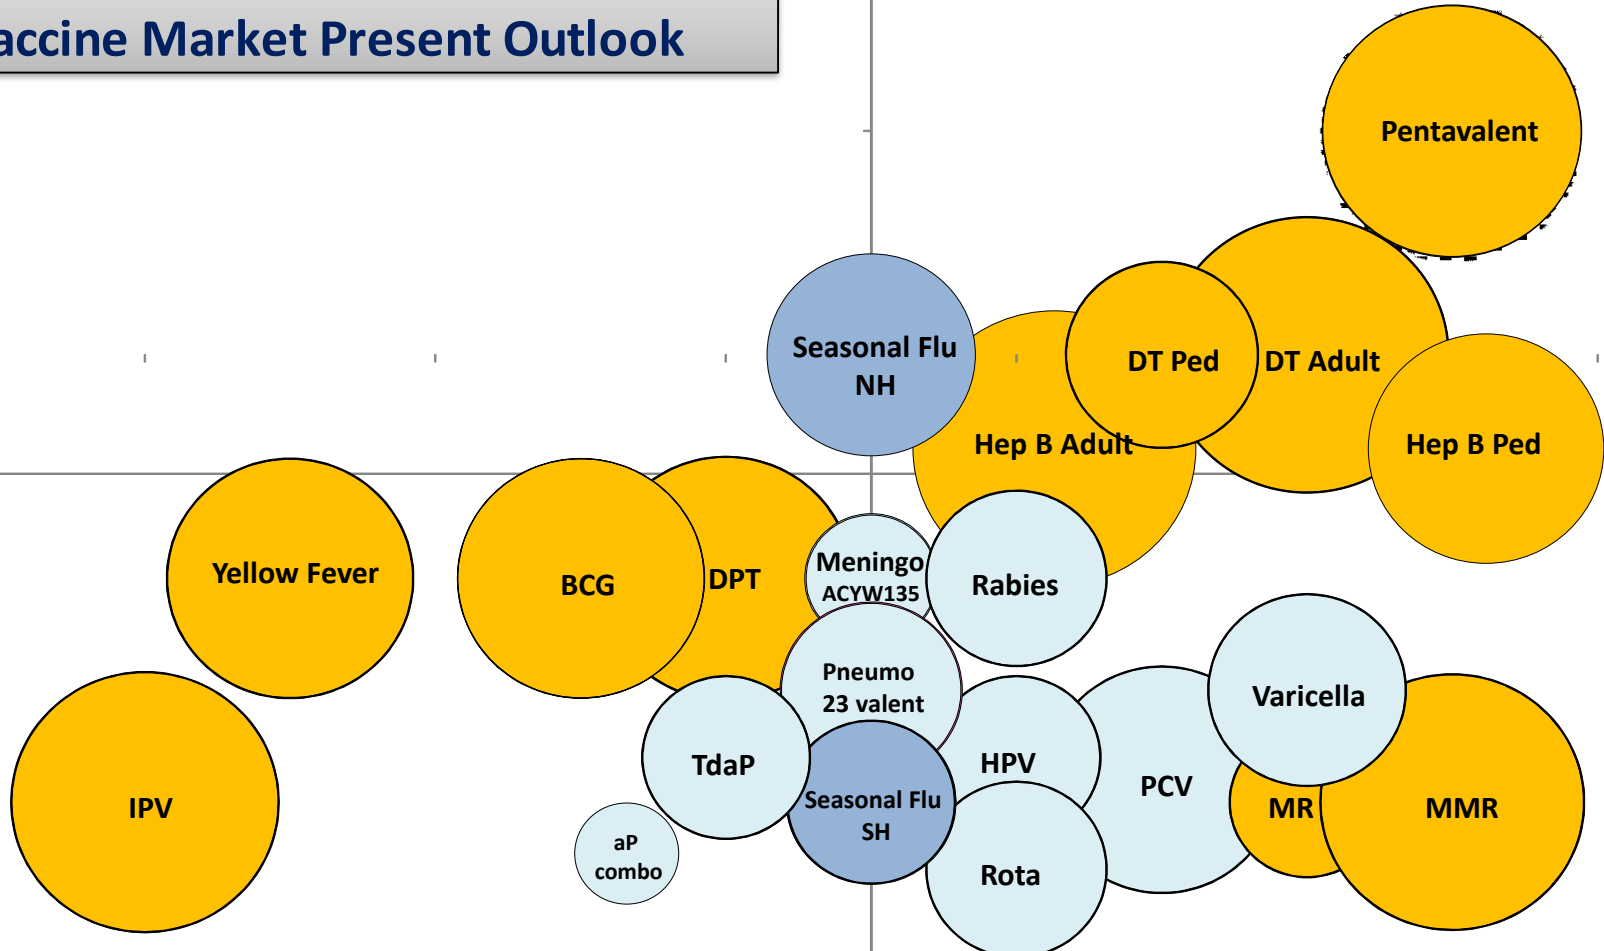 accine Market Present Outlook
Pentavalent
Seasonal Flu
NH
DT Ped
DT Adult
Hep B Adult
Hep B Ped
Yellow Fever
BCG
DPT
Meningo
ACYW135
Rabies
Pneumo
23 valent
Varicella
TdaP
HPV
PCV
IPV
Seasonal Flu
SH
MR
MMR
aP
combo
Rota